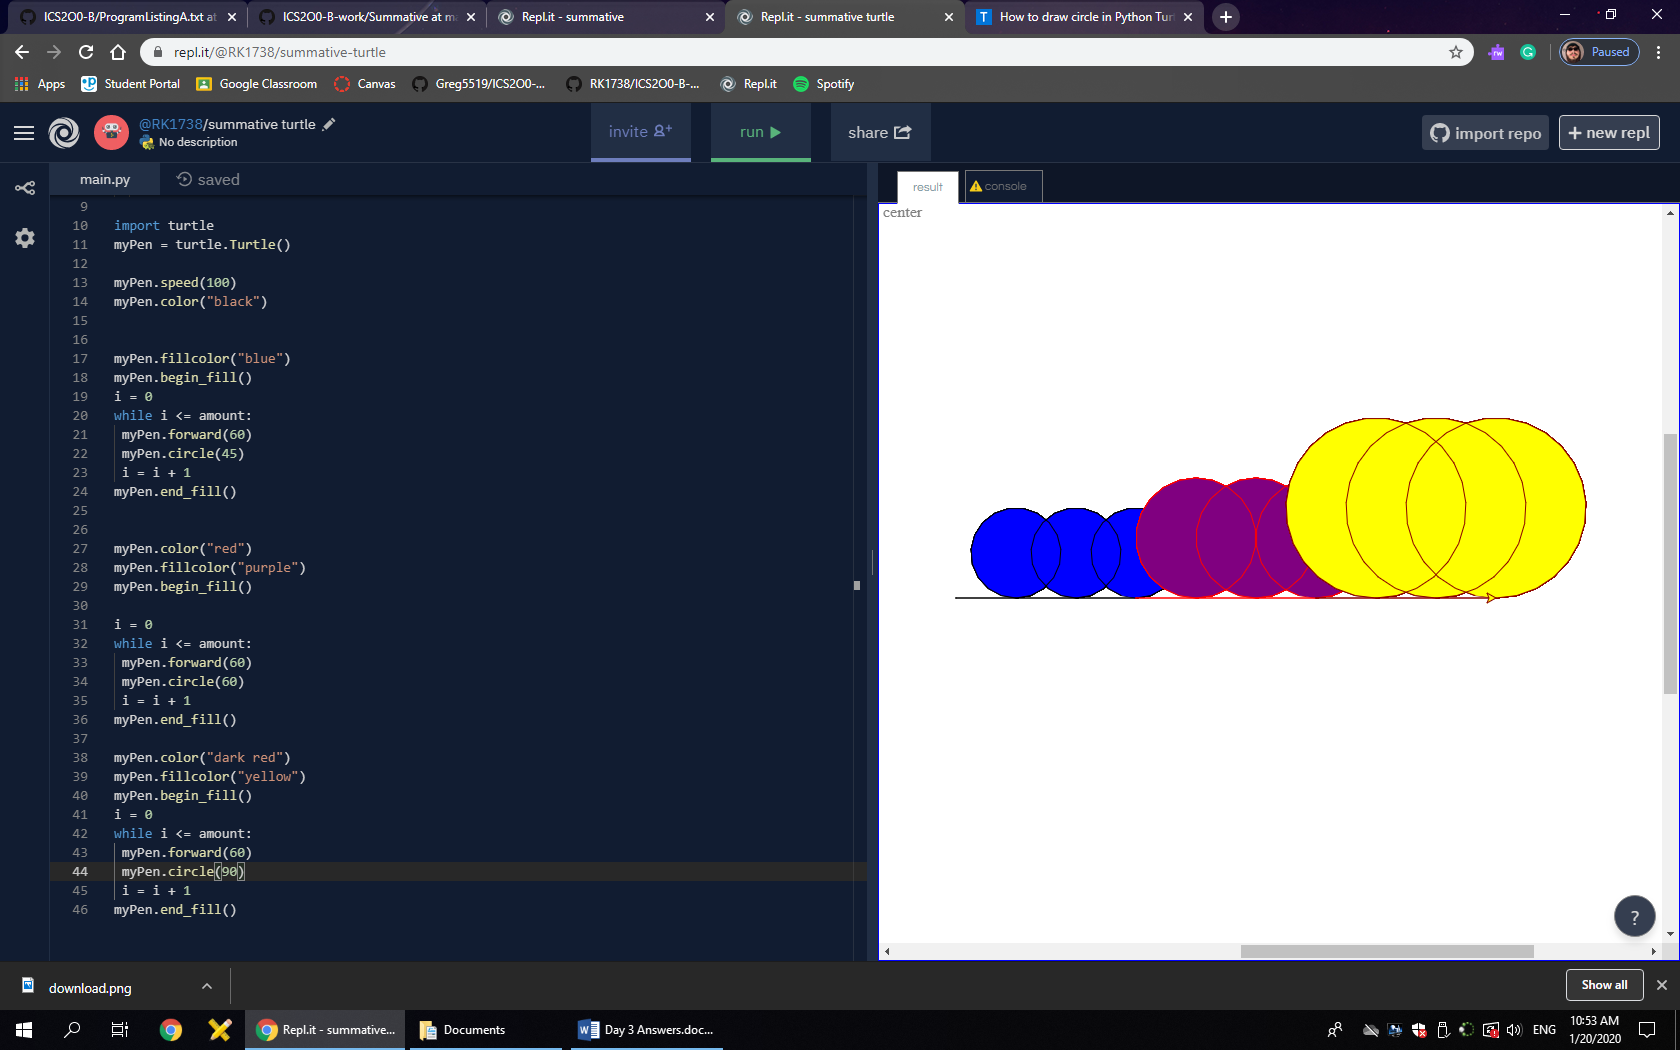 ICS2O0-B/ProgramListingA.txt at
ICS2O0-B-work/Summative at ma
Repl.it - summative
Repl.it - summative turtle
How to draw circle in Python Tur
repl.it/@RK1738/summative-turtle
Paused
Apps
Student Portal
Google Classroom
Canvas
Greg5519/ICS2O0-...
RK1738/ICS2O0-B-...
Repl.it
Spotify
@RK1738/summative turtle
No description
invite
run
share
import repo
+ new repl
main.py
saved
result
console
center
9
10 import turtle
11 myPen = turtle.Turtle()
12
13 myPen.speed(100)
14 myPen.color("black")
15
16
17 myPen.fillcolor("blue")
18 myPen.begin_fill()
19 i = 0
20 while i <= amount:
21 myPen.forward(60)
22 myPen.circle(45)
23 i = i + 1
24 myPen.end_fill()
25
26
27 myPen.color("red")
28 myPen.fillcolor("purple")
29 myPen.begin_fill()
30
31 i = 0
32 while i <= amount:
33 myPen.forward(60)
34 myPen.circle(60)
35 i = i + 1
36 myPen.end_fill()
37
38 myPen.color("dark red")
39 myPen.fillcolor("yellow")
40 myPen.begin_fill()
41 i = 0
42 while i <= amount:
43 myPen.forward(60)
44 myPen.circle(90)
45 i = i + 1
46 myPen.end_fill()
?
download.png
Show all
Repl.it - summative...
Documents
Day 3 Answers.doc...
ENG
10:53 AM
1/20/2020